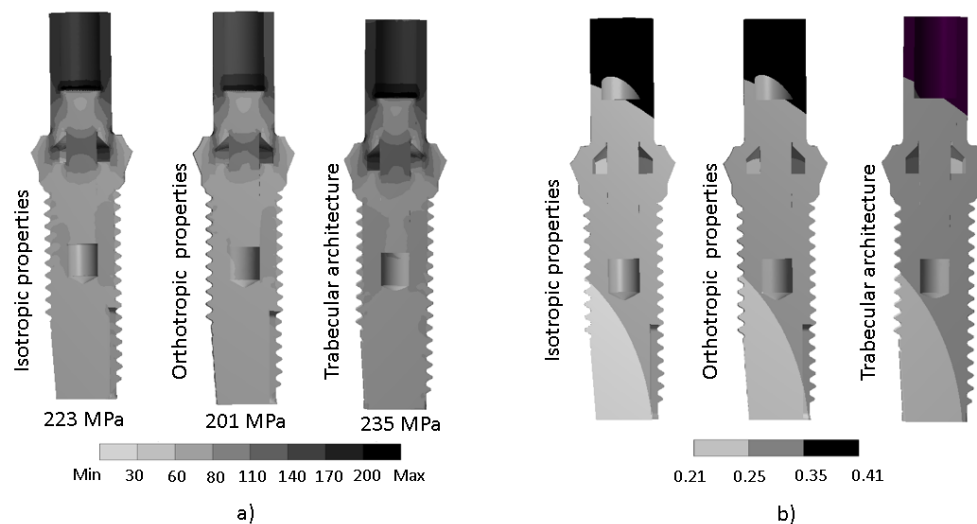 Isotropic properties
Orthotropic properties
Trabecular architecture
223 MPa
201 MPa
235 MPa
Min 30 60 80 110 140 170 200 Max
a)
Isotropic properties
Orthotropic properties
Trabecular architecture
0.21 0.25 0.35 0.41
b)